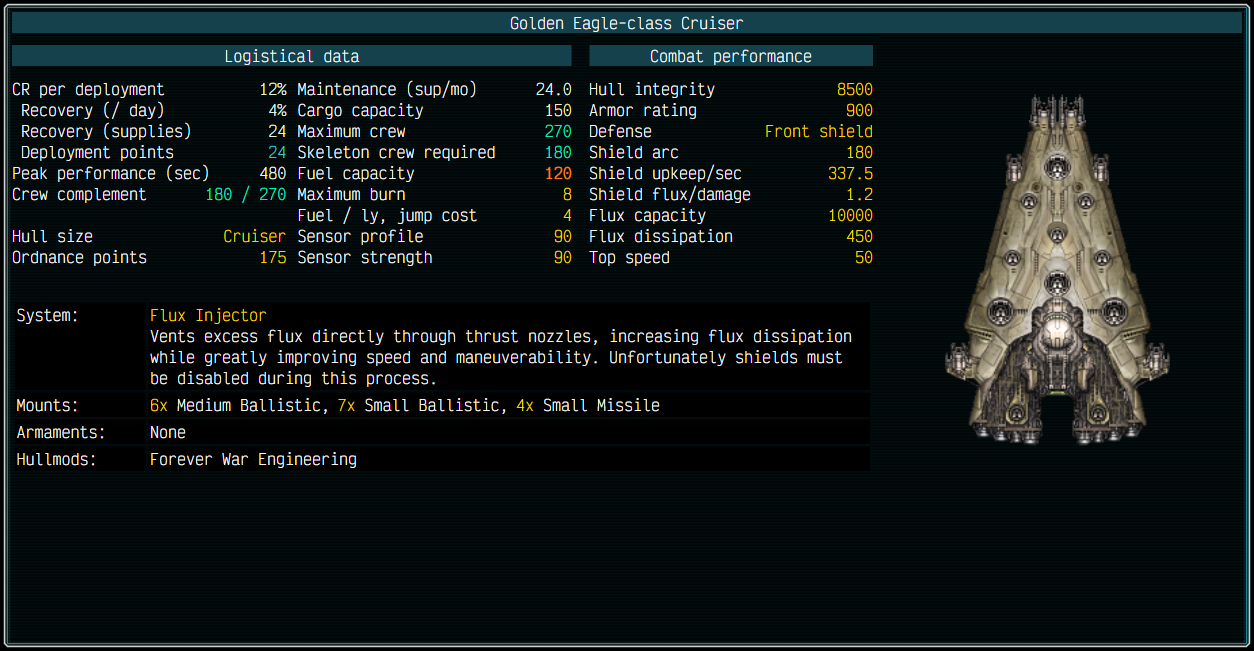 Golden Eagle-class Cruiser
Logistical data
CR per deployment 12%
Recovery (/ day) 4%
Recovery (supplies) 24
Deployment points 24
Peak performance (sec) 480
Crew complement 180 / 270
Hull size Cruiser
Ordnance points 175
Maintenance (sup/mo) 24.0
Cargo capacity 150
Maximum crew 270
Skeleton crew required 180
Fuel capacity 120
Maximum burn 8
Fuel / ly, jump cost 4
Sensor profile 90
Sensor strength 90
Combat performance
Hull integrity 8500
Armor rating 900
Defense Front shield
Shield arc 180
Shield upkeep/sec 337.5
Shield flux/damage 1.2
Flux capacity 10000
Flux dissipation 450
Top speed 50
System: Flux Injector
Vents excess flux directly through thrust nozzles, increasing flux dissipation
while greatly improving speed and maneuverability. Unfortunately shields must
be disabled during this process.
Mounts: 6x Medium Ballistic, 7x Small Ballistic, 4x Small Missile
Armaments: None
Hullmods: Forever War Engineering